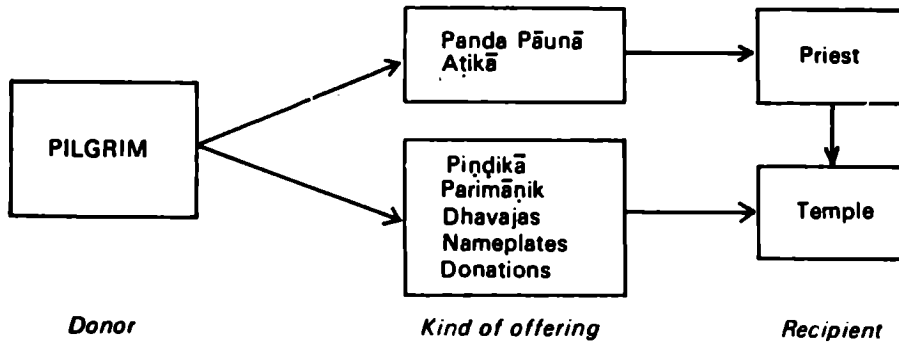 Panda Pāunā
Aṭikā
Priest
PILGRIM
Piṇḍikā
Parimāṇik
Dhavajas
Nameplates
Donations
Temple
Donor
Kind of offering
Recipient